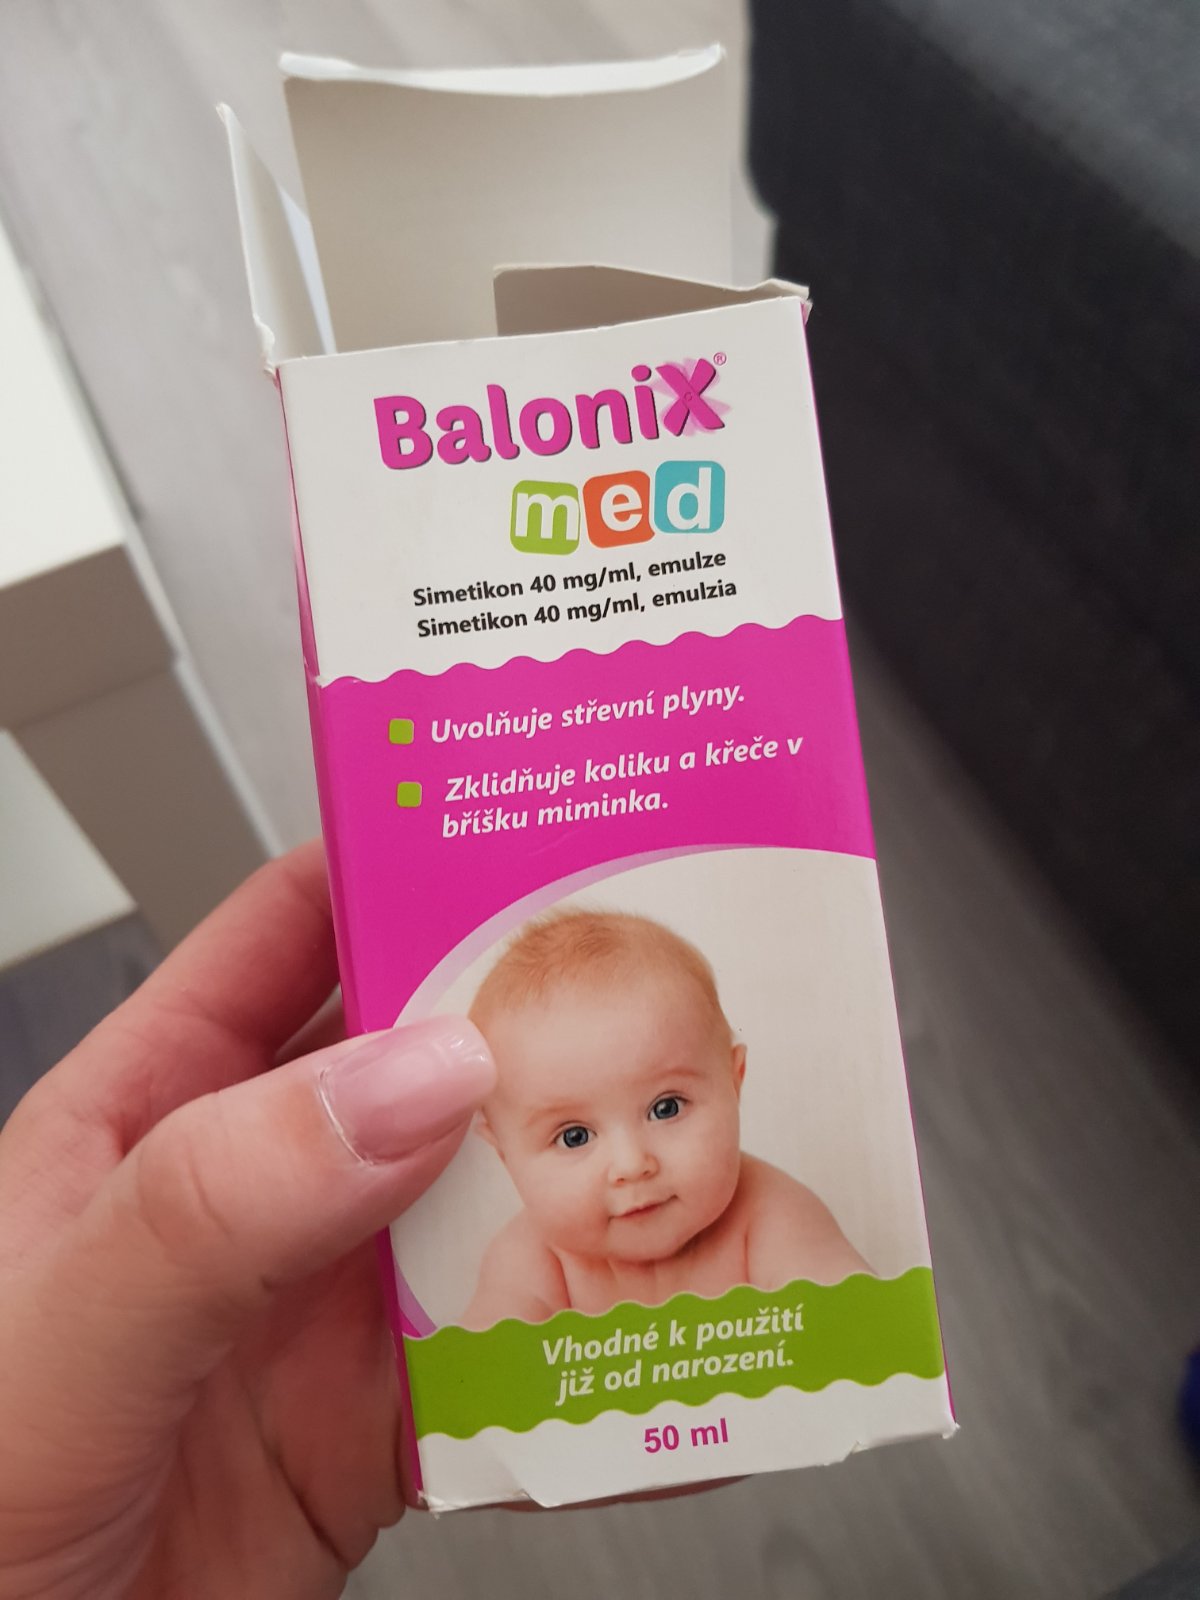 Balonix®
med
Simetikon 40 mg/ml, emulze
Simetikon 40 mg/ml, emulzia
Uvolňuje střevní plyny.
Zklidňuje koliku a křeče v
bříšku miminka.
Vhodné k použití
již od narození.
50 ml